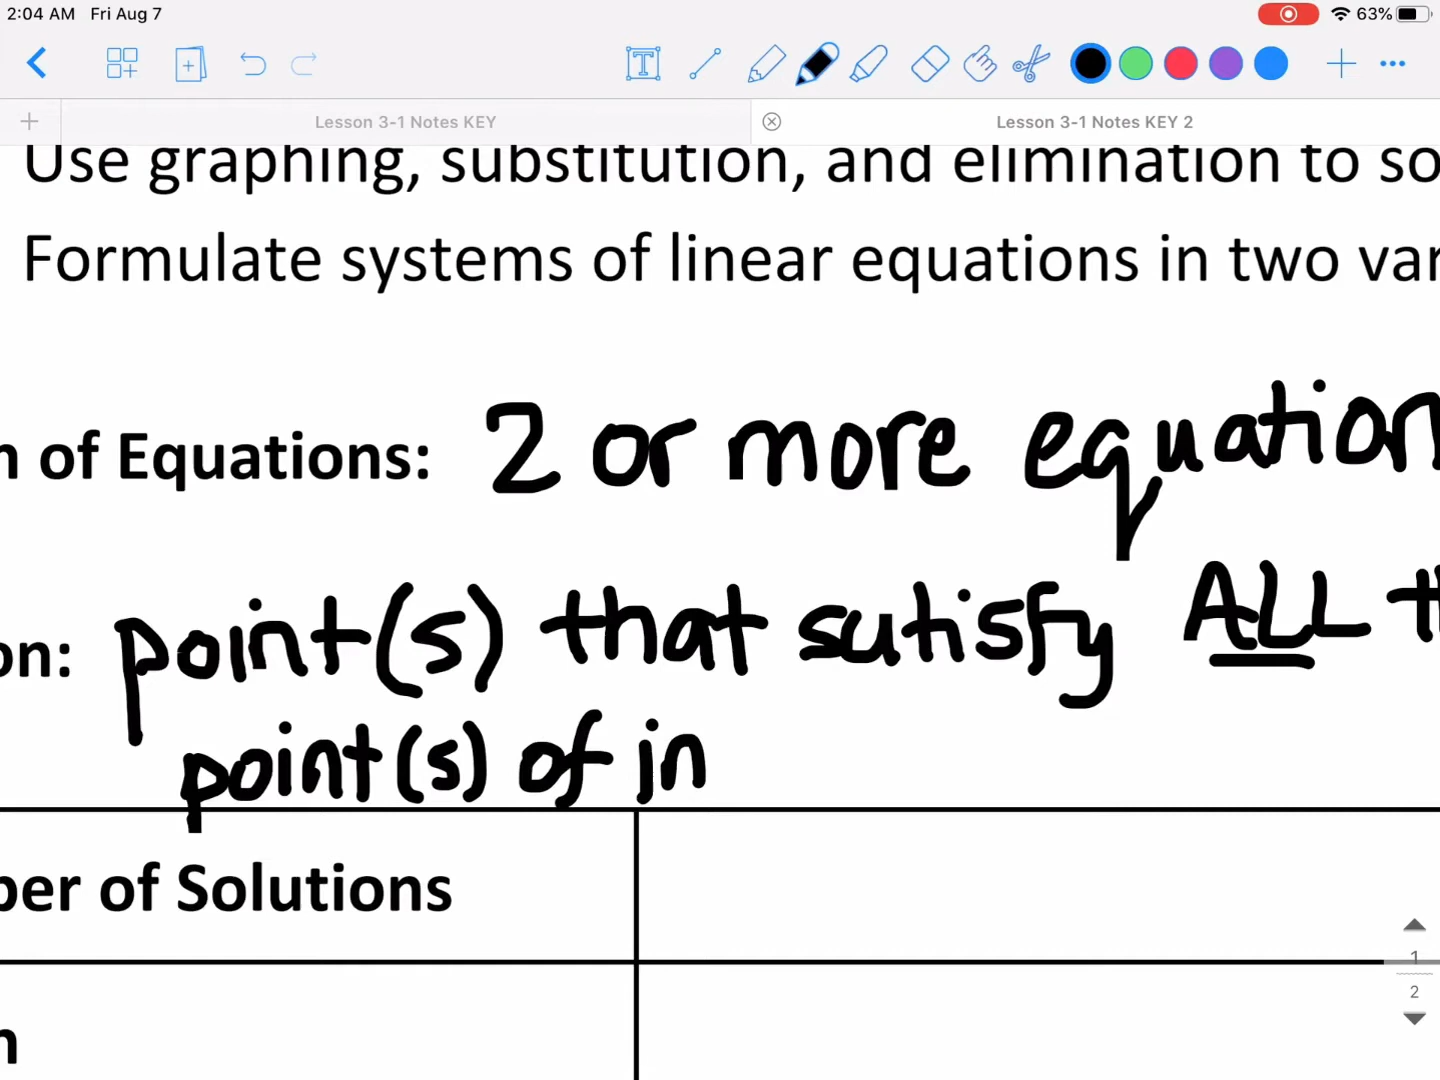 2:04 AM Fri Aug 7 63%
Lesson 3-1 Notes KEY Lesson 3-1 Notes KEY 2
Use graphing, substitution, and elimination to so
Formulate systems of linear equations in two var
n of Equations: 2 or more equation
on: point(s) that satisfy ALL t
point(s) of in
ber of Solutions
1
2
n